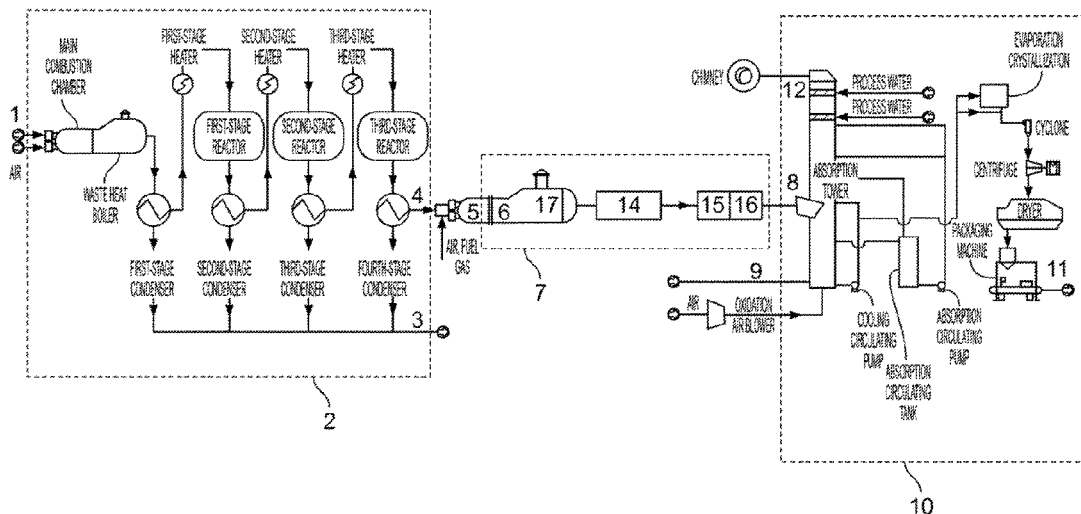 MAIN
COMBUSTION
CHAMBER
1
AIR
WASTE HEAT
BOILER
FIRST-STAGE
HEATER
SECOND-STAGE
HEATER
THIRD-STAGE
HEATER
FIRST-STAGE
REACTOR
SECOND-STAGE
REACTOR
THIRD-STAGE
REACTOR
4
FIRST-STAGE
CONDENSER
SECOND-STAGE
CONDENSER
THIRD-STAGE
CONDENSER
FOURTH-STAGE
CONDENSER
3
2
5
6
17
AIR, FUEL
GAS
14
15
16
7
8
CHIMNEY
12
PROCESS WATER
PROCESS WATER
ABSORPTION
TOWER
9
AIR
OXIDATION
AIR BLOWER
COOLING
CIRCULATING
PUMP
ABSORPTION
CIRCULATING
TANK
ABSORPTION
CIRCULATING
PUMP
EVAPORATION
CRYSTALLIZATION
CYCLONE
CENTRIFUGE
DRYER
PACKAGING
MACHINE
11
10